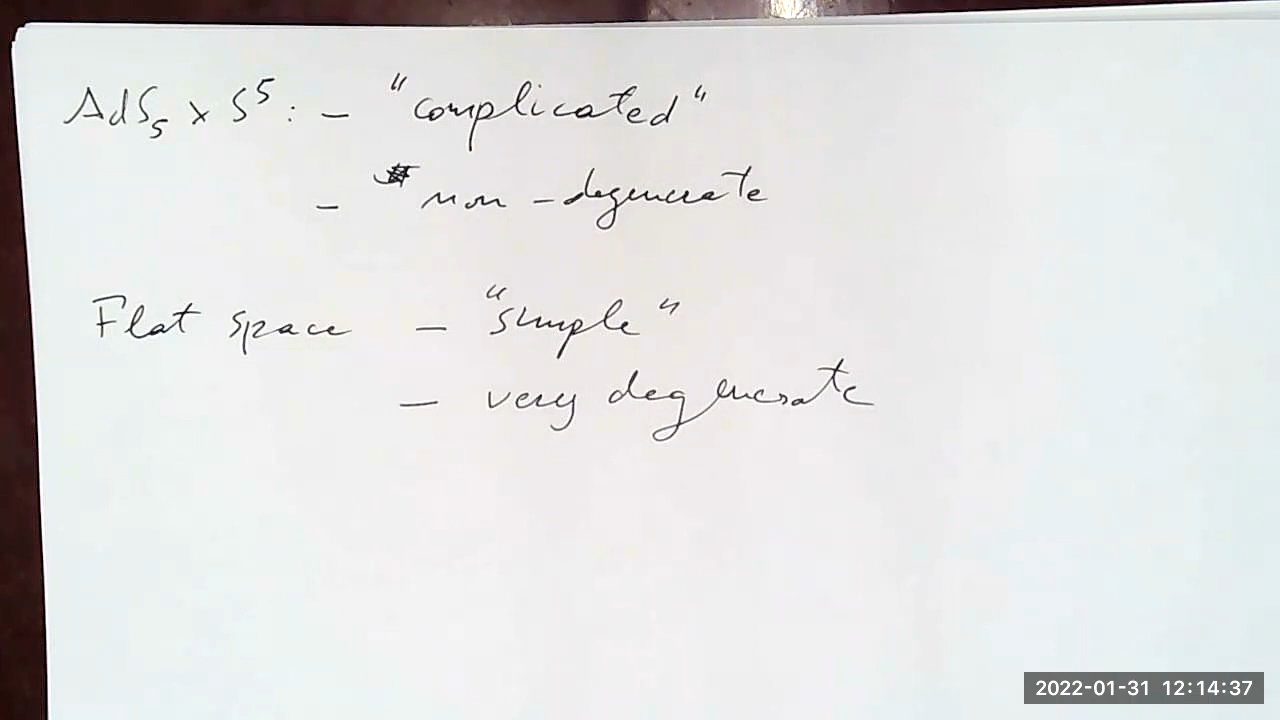 AdS₅ × S⁵ : – "complicated"
– non-degenerate
Flat space – "simple"
– very degenerate
2022-01-31 12:14:37